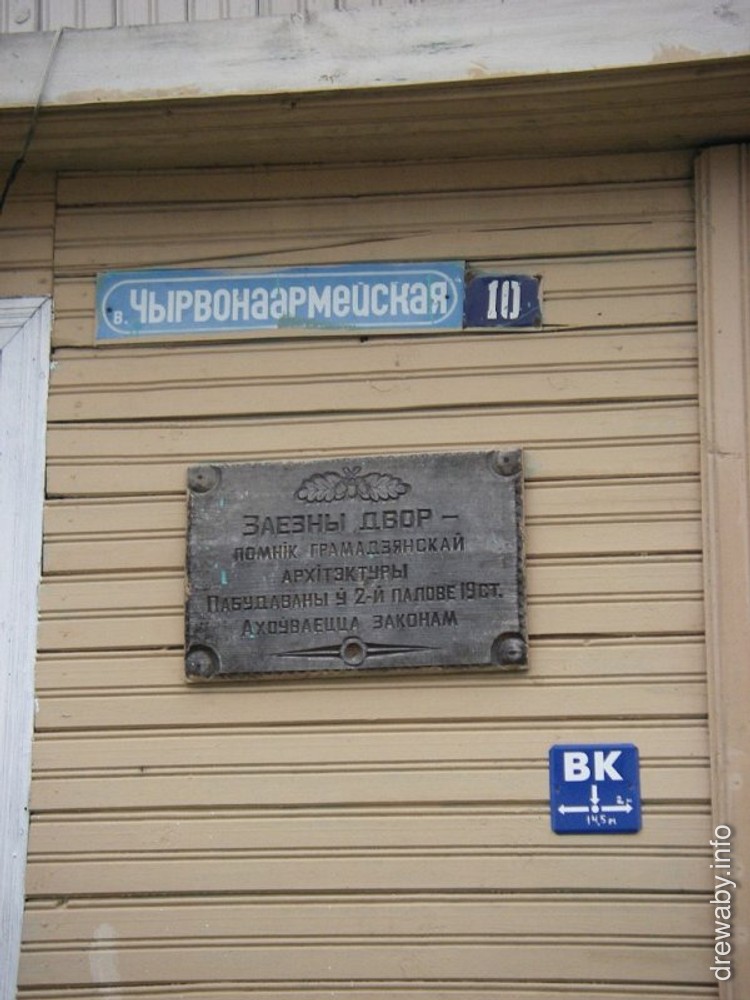 в. Чырвонаармейская 10
Заезны двор –
помнік грамадзянскай
архітэктуры
Пабудаваны ў 2-й палове 19 ст.
Ахоўваецца законам
ВК
2 м
14,5 м
drewaby.info